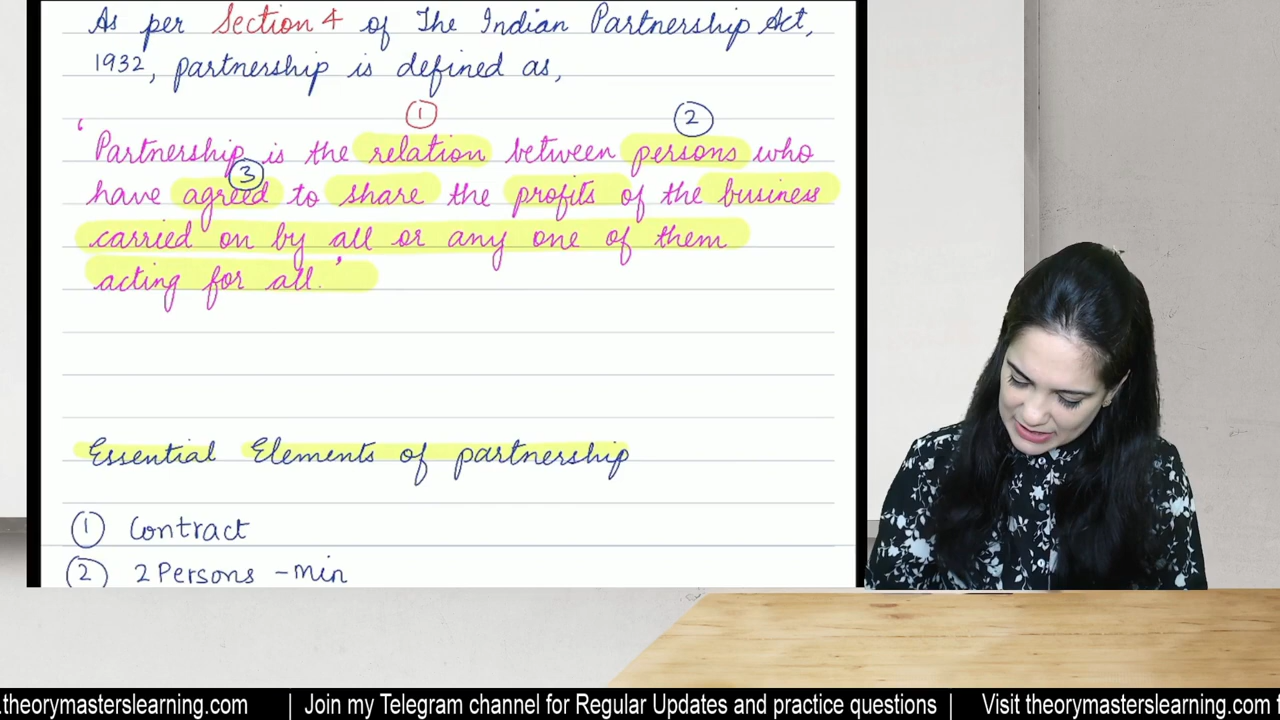 As per Section 4 of The Indian Partnership Act,
1932, partnership is defined as,
1 2
'Partnership is the relation between persons who
3
have agreed to share the profits of the business
carried on by all or any one of them
acting for all.'
Essential Elements of partnership
1 Contract
2 2 Persons - Min
.theorymasterslearning.com | Join my Telegram channel for Regular Updates and practice questions | Visit theorymasterslearning.com